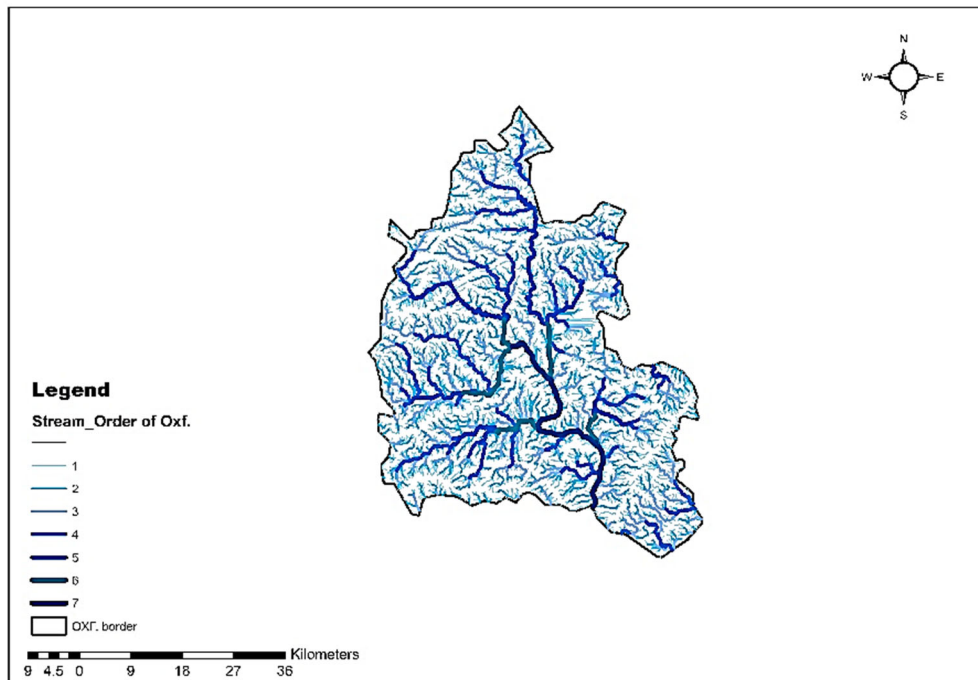 N
W E
S
Legend
Stream_Order of Oxf.
1
2
3
4
5
6
7
OXF. border
Kilometers
9 4.5 0 9 18 27 36